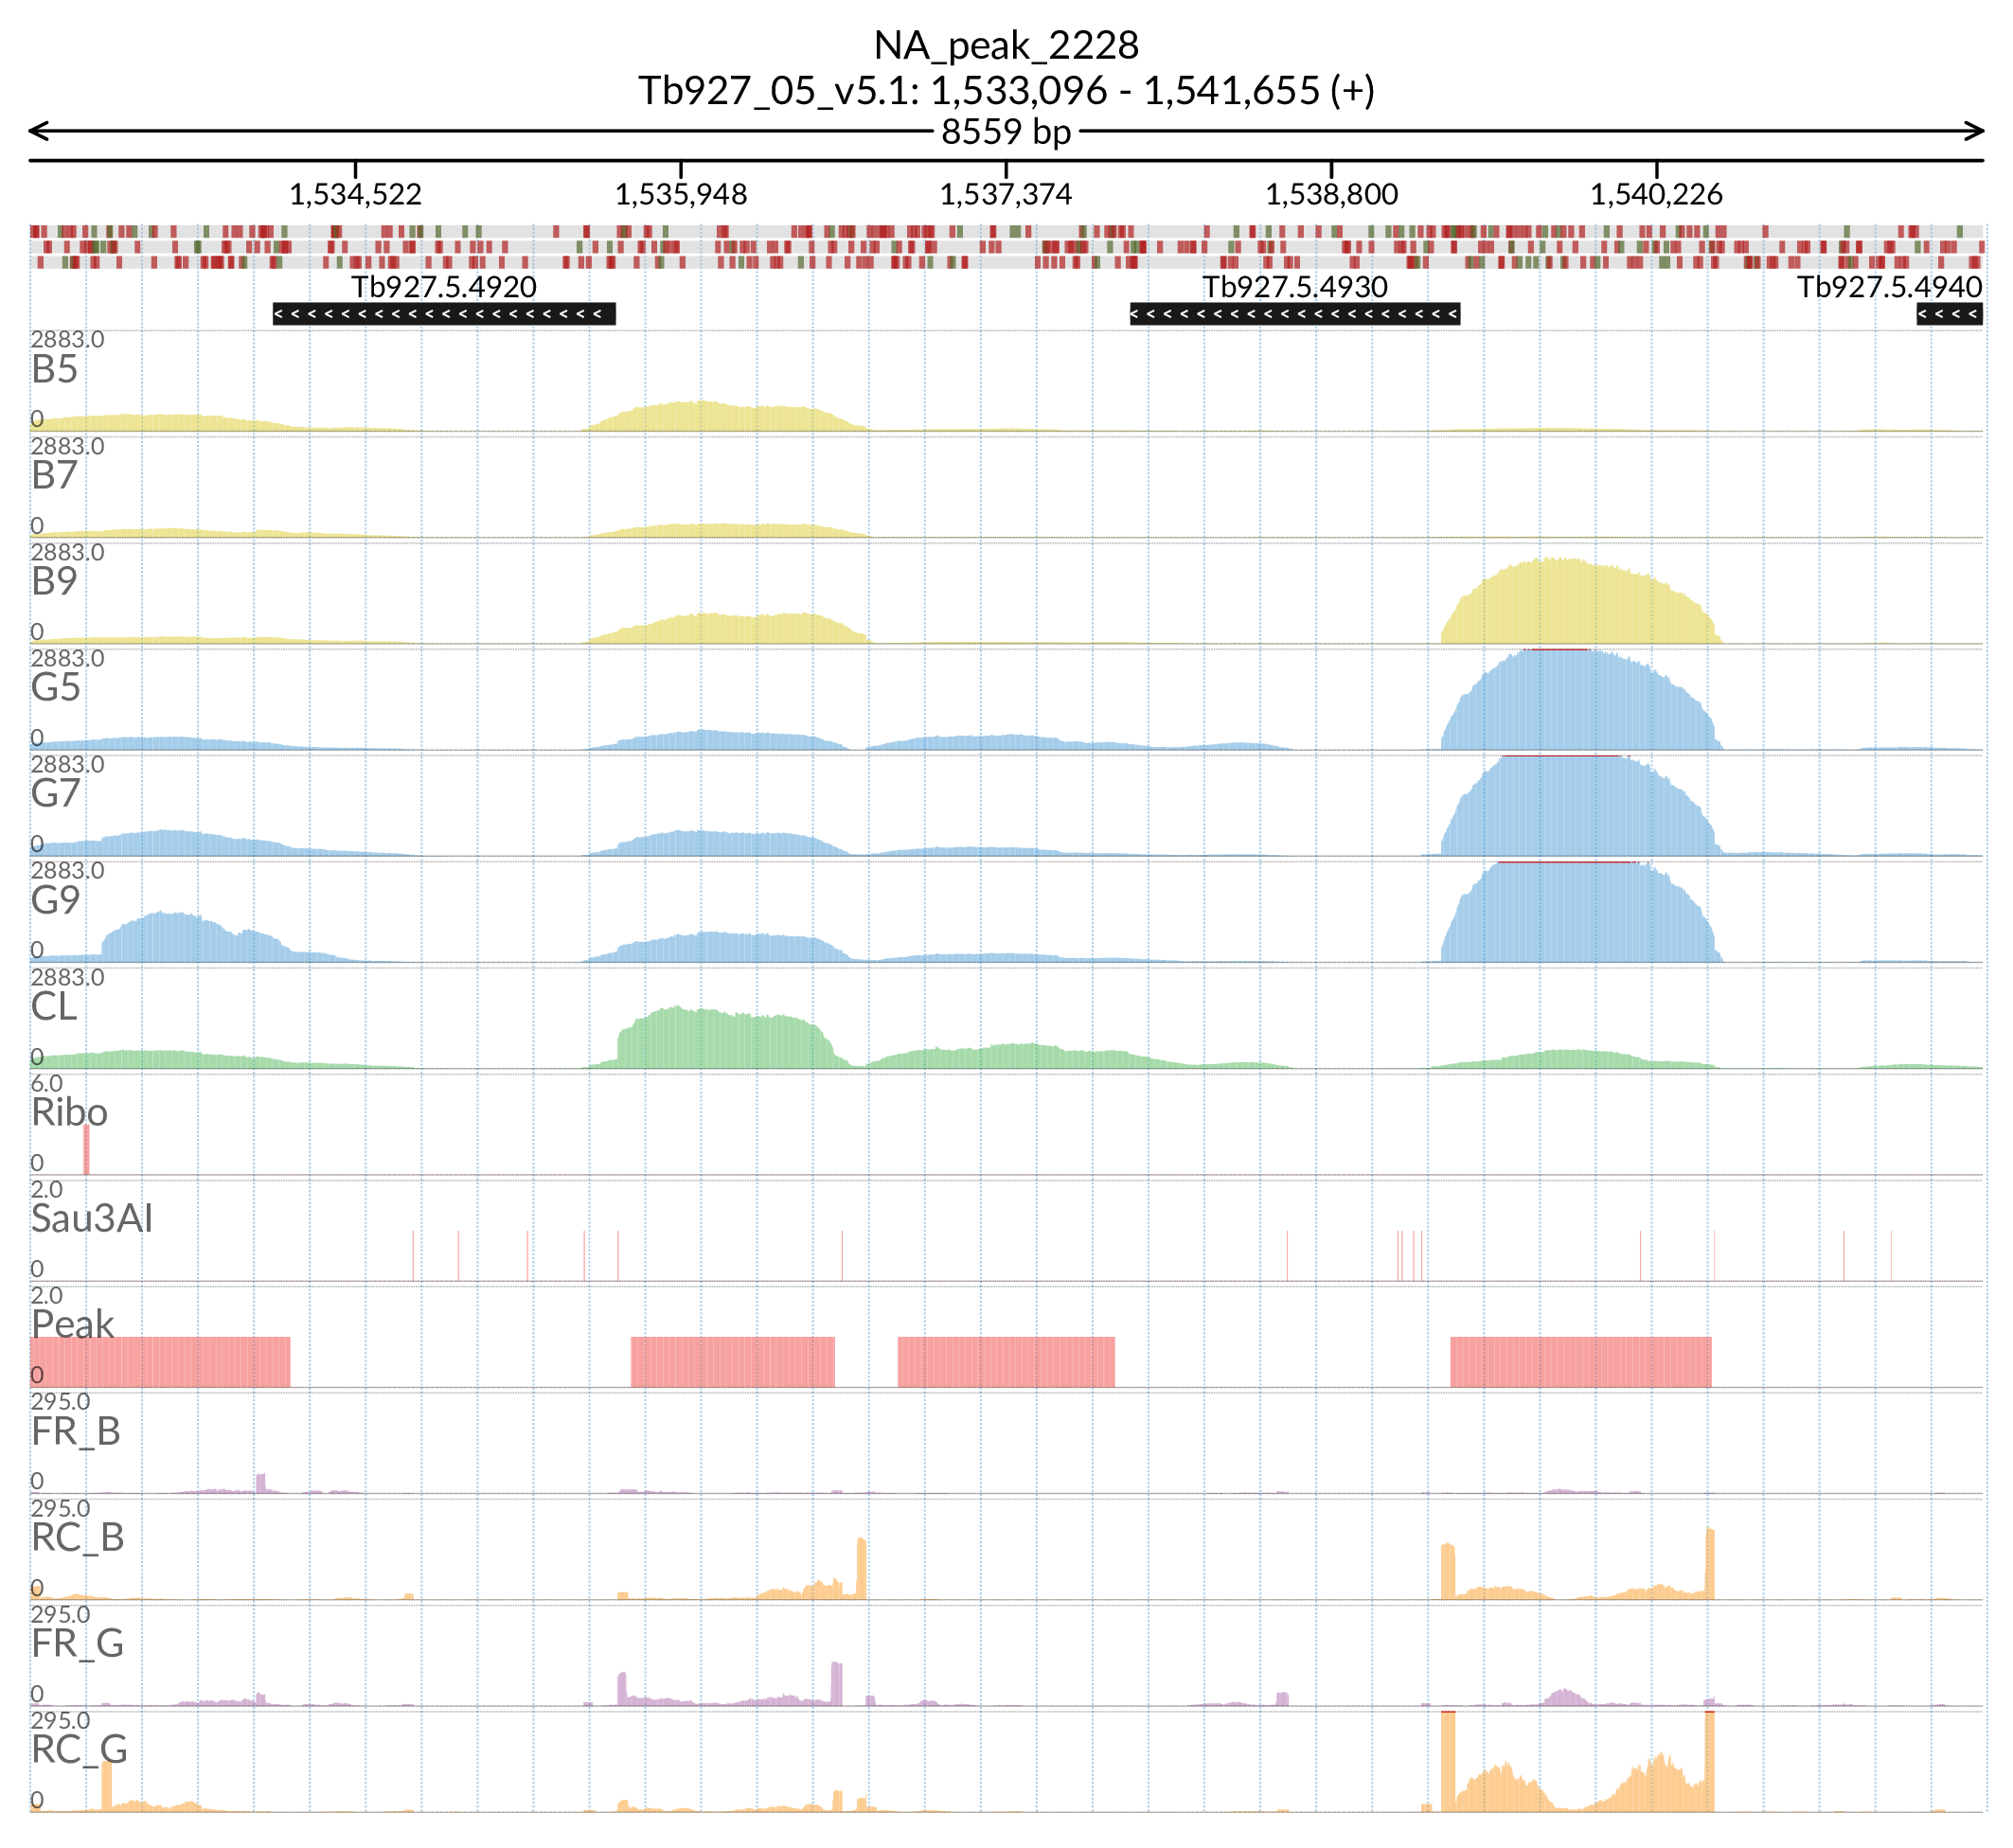 NA_peak_2228
Tb927_05_v5.1: 1,533,096 - 1,541,655 (+)
8559 bp
1,534,522 1,535,948 1,537,374 1,538,800 1,540,226
Tb927.5.4920 Tb927.5.4930 Tb927.5.4940
2883.0
B5
0
2883.0
B7
0
2883.0
B9
0
2883.0
G5
0
2883.0
G7
0
2883.0
G9
0
2883.0
CL
0
6.0
Ribo
0
2.0
Sau3AI
0
2.0
Peak
0
295.0
FR_B
0
295.0
RC_B
0
295.0
FR_G
0
295.0
RC_G
0